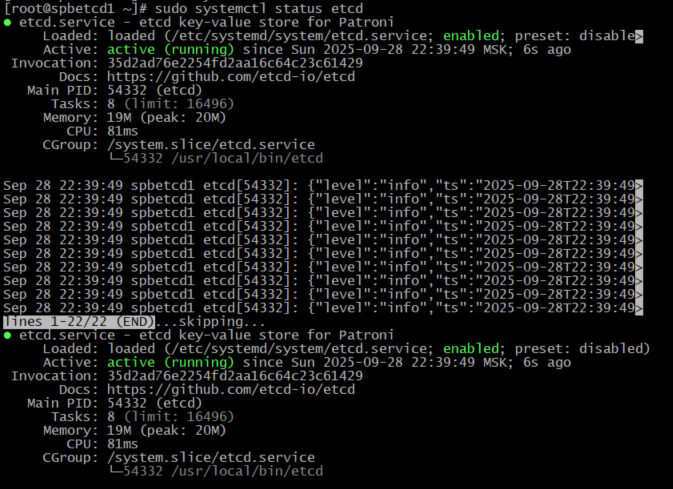 [root@spbetcd1 ~]# sudo systemctl status etcd
● etcd.service - etcd key-value store for Patroni
     Loaded: loaded (/etc/systemd/system/etcd.service; enabled; preset: disable>
     Active: active (running) since Sun 2025-09-28 22:39:49 MSK; 6s ago
 Invocation: 35d2ad76e2254fd2aa16c64c23c61429
       Docs: https://github.com/etcd-io/etcd
   Main PID: 54332 (etcd)
      Tasks: 8 (limit: 16496)
     Memory: 19M (peak: 20M)
        CPU: 81ms
     CGroup: /system.slice/etcd.service
             └─54332 /usr/local/bin/etcd

Sep 28 22:39:49 spbetcd1 etcd[54332]: {"level":"info","ts":"2025-09-28T22:39:49>
Sep 28 22:39:49 spbetcd1 etcd[54332]: {"level":"info","ts":"2025-09-28T22:39:49>
Sep 28 22:39:49 spbetcd1 etcd[54332]: {"level":"info","ts":"2025-09-28T22:39:49>
Sep 28 22:39:49 spbetcd1 etcd[54332]: {"level":"info","ts":"2025-09-28T22:39:49>
Sep 28 22:39:49 spbetcd1 etcd[54332]: {"level":"info","ts":"2025-09-28T22:39:49>
Sep 28 22:39:49 spbetcd1 etcd[54332]: {"level":"info","ts":"2025-09-28T22:39:49>
Sep 28 22:39:49 spbetcd1 etcd[54332]: {"level":"info","ts":"2025-09-28T22:39:49>
Sep 28 22:39:49 spbetcd1 etcd[54332]: {"level":"info","ts":"2025-09-28T22:39:49>
Sep 28 22:39:49 spbetcd1 etcd[54332]: {"level":"info","ts":"2025-09-28T22:39:49>
Sep 28 22:39:49 spbetcd1 etcd[54332]: {"level":"info","ts":"2025-09-28T22:39:49>
lines 1-22/22 (END)...skipping...
● etcd.service - etcd key-value store for Patroni
     Loaded: loaded (/etc/systemd/system/etcd.service; enabled; preset: disabled)
     Active: active (running) since Sun 2025-09-28 22:39:49 MSK; 6s ago
 Invocation: 35d2ad76e2254fd2aa16c64c23c61429
       Docs: https://github.com/etcd-io/etcd
   Main PID: 54332 (etcd)
      Tasks: 8 (limit: 16496)
     Memory: 19M (peak: 20M)
        CPU: 81ms
     CGroup: /system.slice/etcd.service
             └─54332 /usr/local/bin/etcd